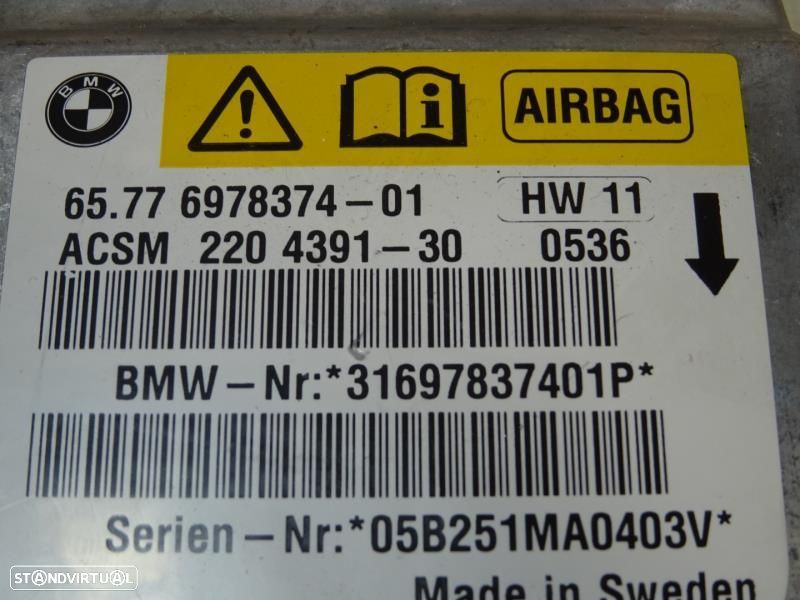 BMW
AIRBAG
65.77 6978374-01 HW 11
ACSM 220 4391-30 0536
BMW-Nr:*31697837401P*
Serien-Nr:*05B251MA0403V*
Made in Sweden
STANDVIRTUAL